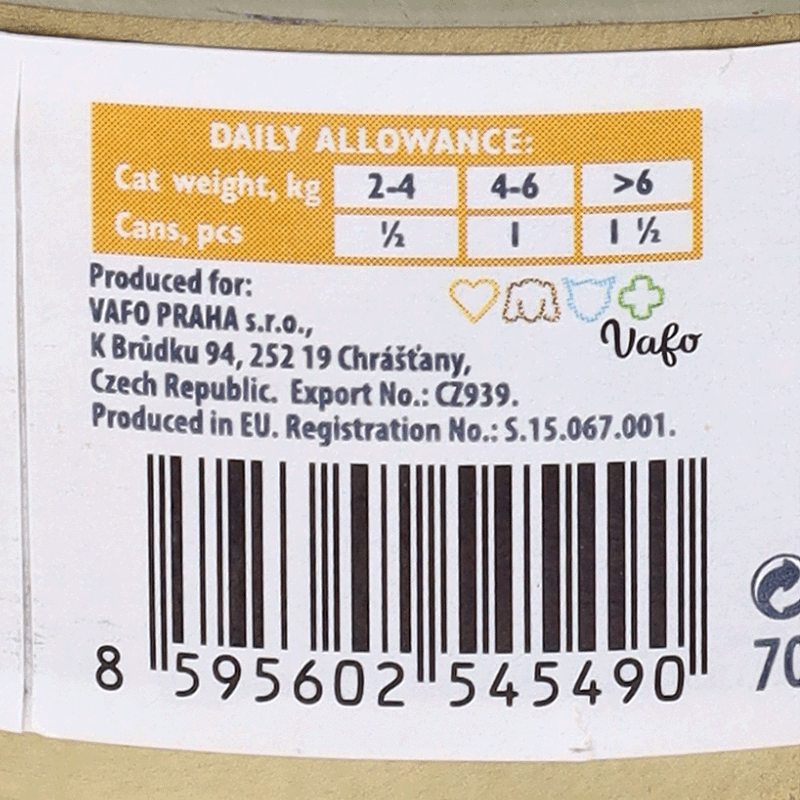 DAILY ALLOWANCE:
Cat weight, kg 2-4 4-6 >6
Cans, pcs ½ 1 1 ½
Produced for:
VAFO PRAHA s.r.o.,
K Brůdku 94, 252 19 Chrášťany,
Czech Republic. Export No.: CZ939.
Produced in EU. Registration No.: S.15.067.001.
Vafo
8 595602 545490
70